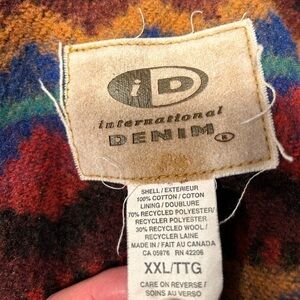 iD
international
DENIM
SHELL / EXTERIEUR
100% COTTON / COTON
LINING / DOUBLURE
70% RECYCLED POLYESTER/
RECYCLER POLYESTER
30% RECYCLED WOOL /
RECYCLER LAINE
MADE IN / FAIT AU CANADA
CA 05976 RN 42206
XXL/TTG
CARE ON REVERSE /
SOINS AU VERSO